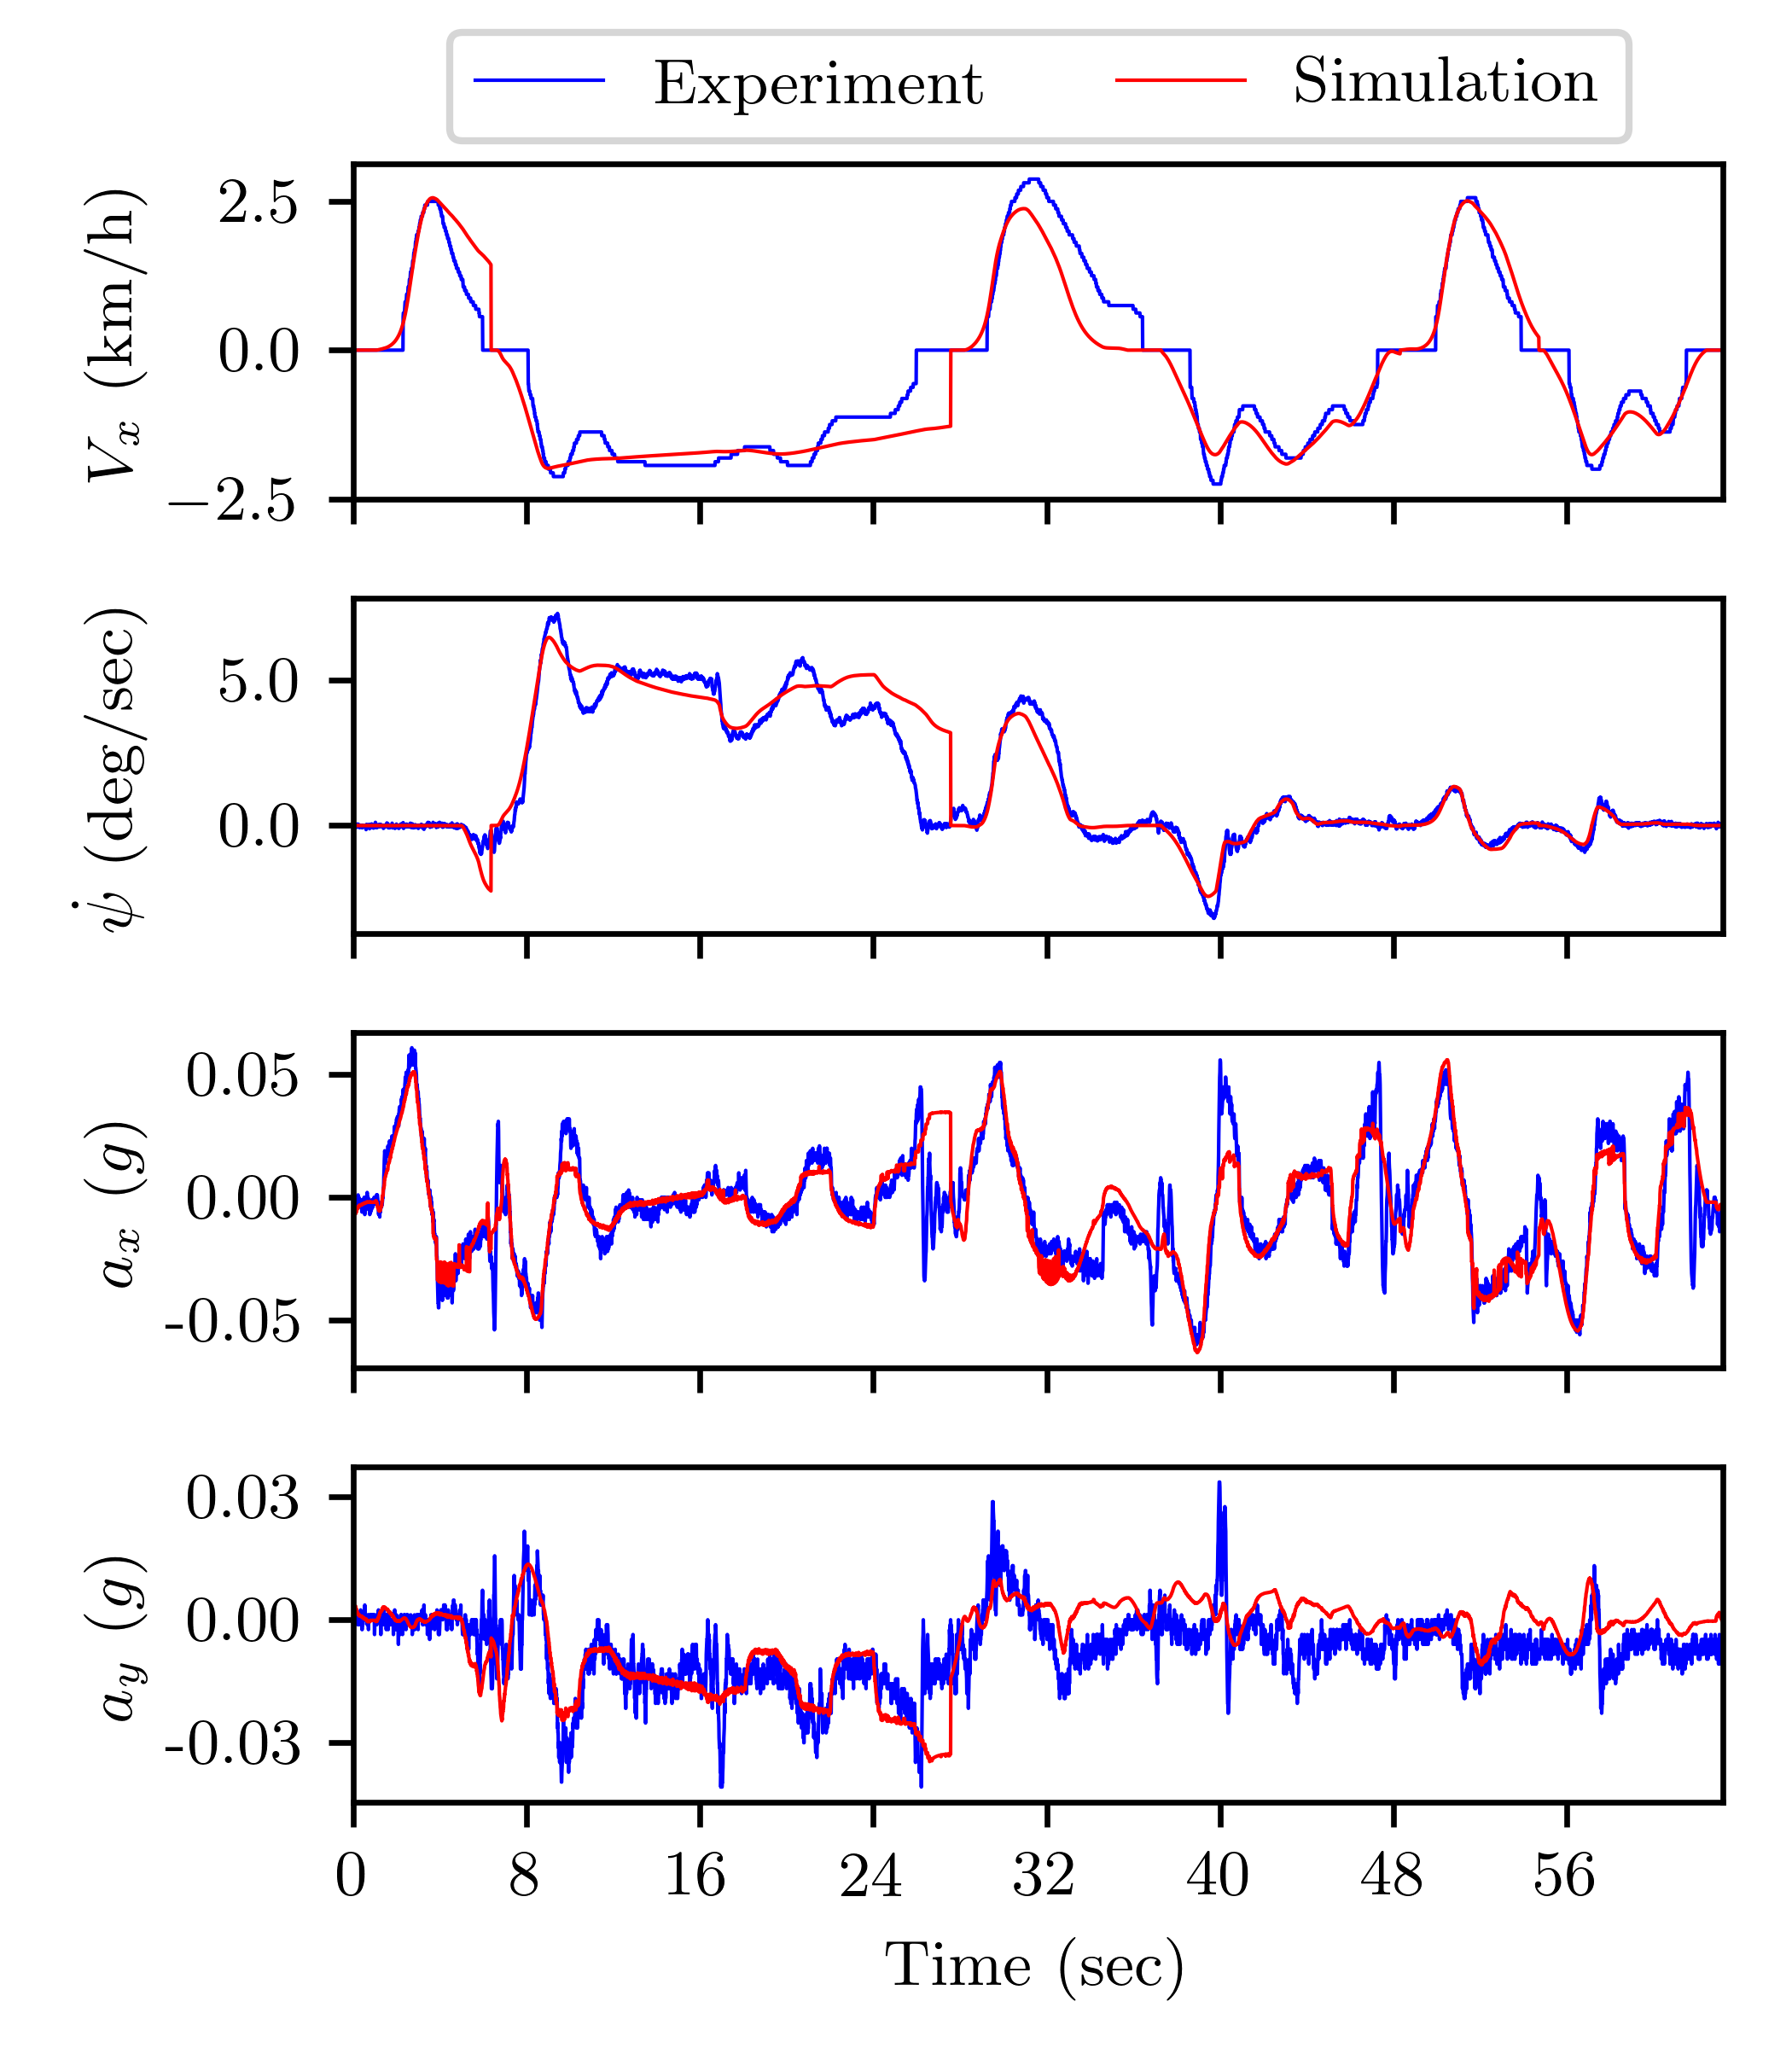 Experiment Simulation
V_x (km/h)
2.5
0.0
−2.5
ψ̇ (deg/sec)
5.0
0.0
a_x (g)
0.05
0.00
-0.05
a_y (g)
0.03
0.00
-0.03
0 8 16 24 32 40 48 56
Time (sec)